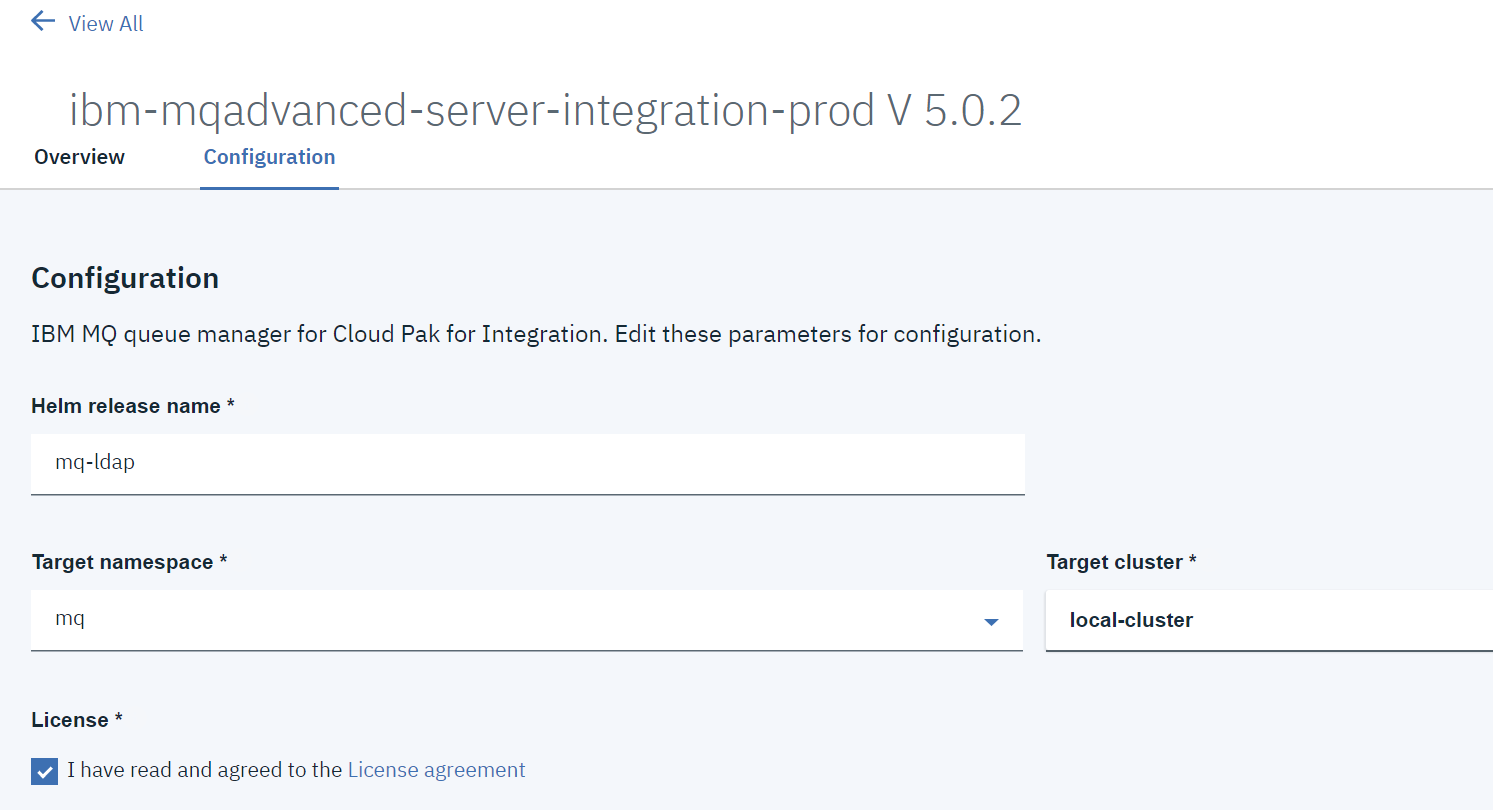 View All
ibm-mqadvanced-server-integration-prod V 5.0.2
Overview Configuration
Configuration
IBM MQ queue manager for Cloud Pak for Integration. Edit these parameters for configuration.
Helm release name *
mq-ldap
Target namespace * Target cluster *
mq local-cluster
License *
I have read and agreed to the License agreement